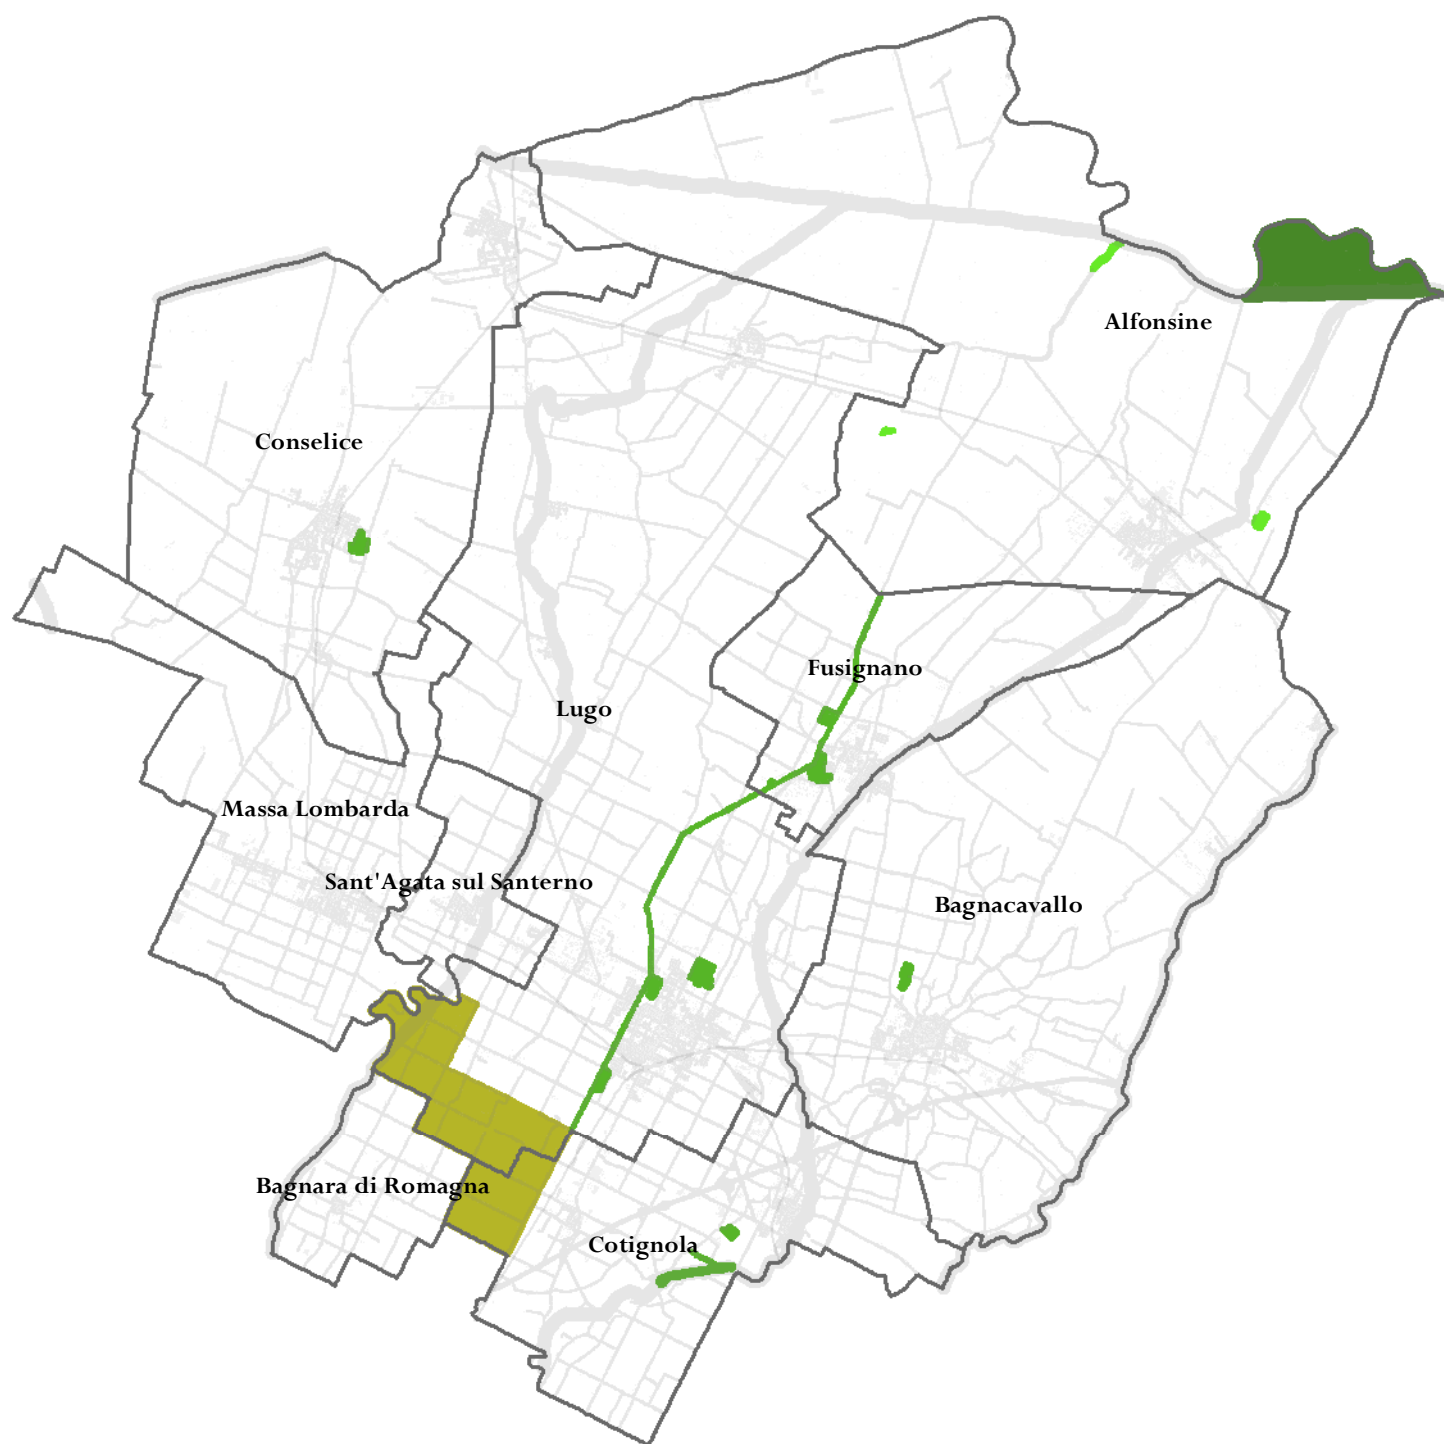 Alfonsine
Conselice
Fusignano
Lugo
Massa Lombarda
Sant'Agata sul Santerno
Bagnacavallo
Bagnara di Romagna
Cotignola